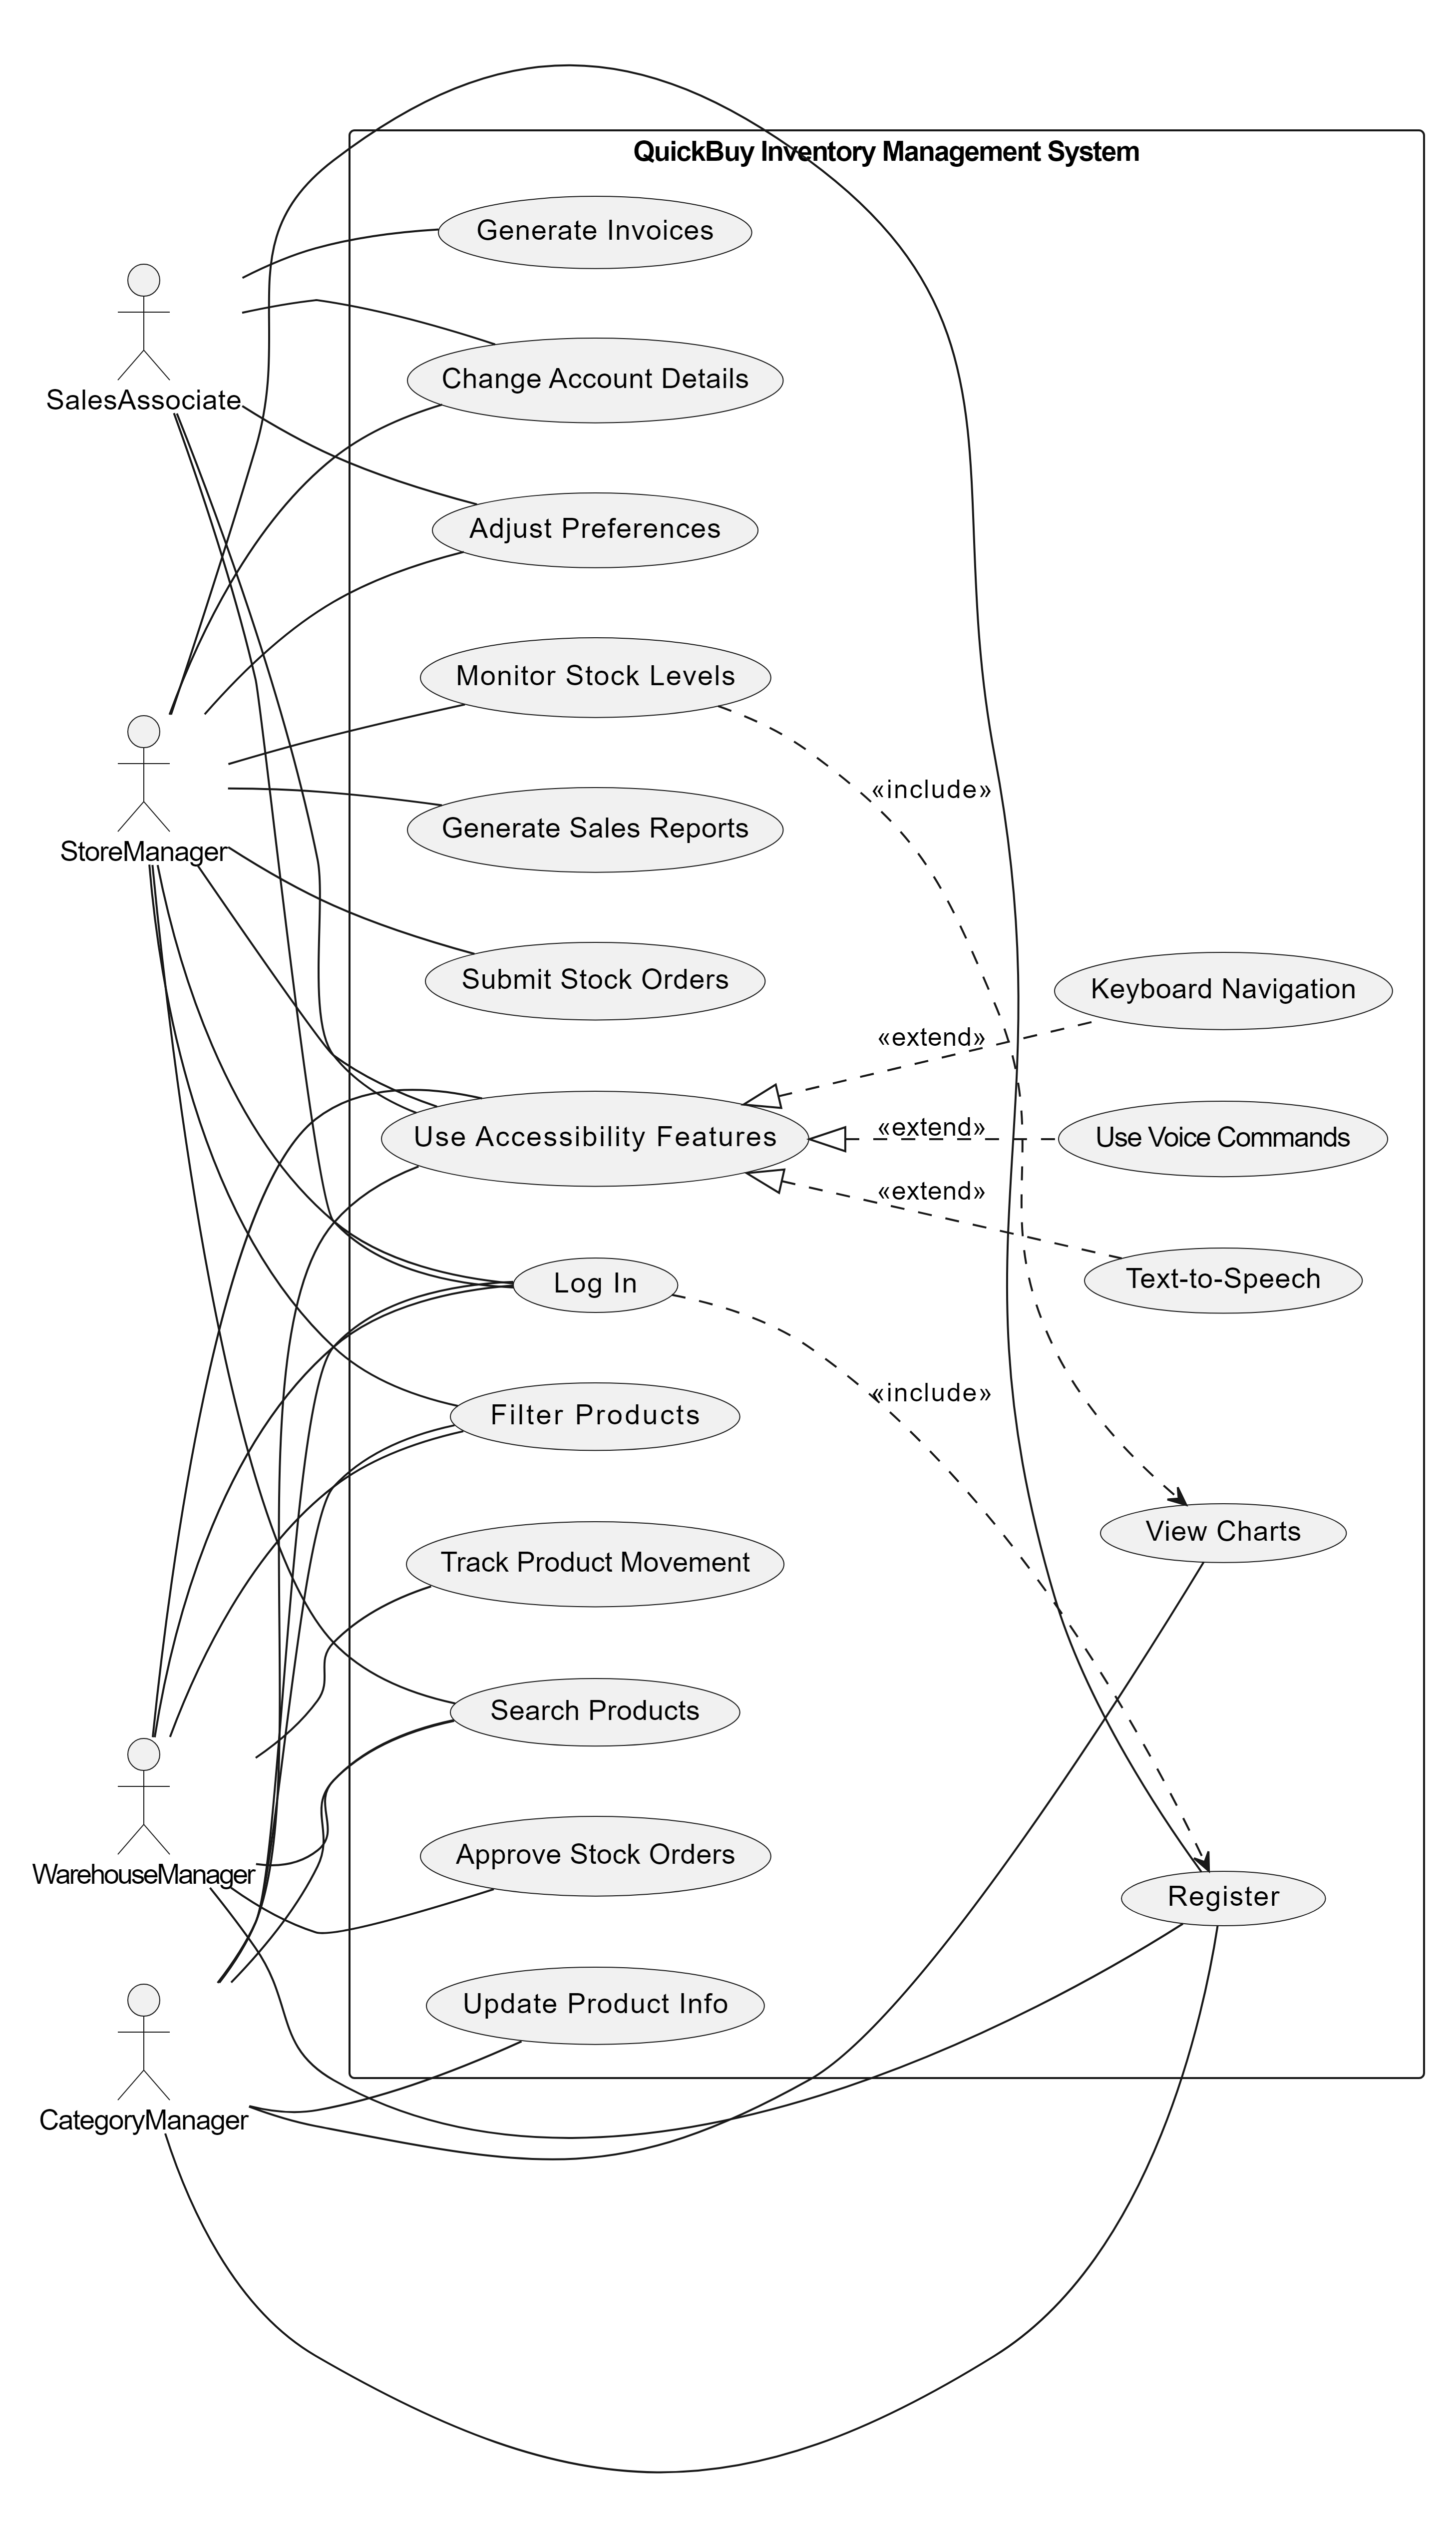 QuickBuy Inventory Management System
Generate Invoices
Change Account Details
SalesAssociate
Adjust Preferences
Monitor Stock Levels
«include»
Generate Sales Reports
StoreManager
Submit Stock Orders
Keyboard Navigation
«extend»
«extend»
Use Accessibility Features
Use Voice Commands
«extend»
Text-to-Speech
Log In
«include»
Filter Products
View Charts
Track Product Movement
Search Products
Approve Stock Orders
WarehouseManager
Register
Update Product Info
CategoryManager